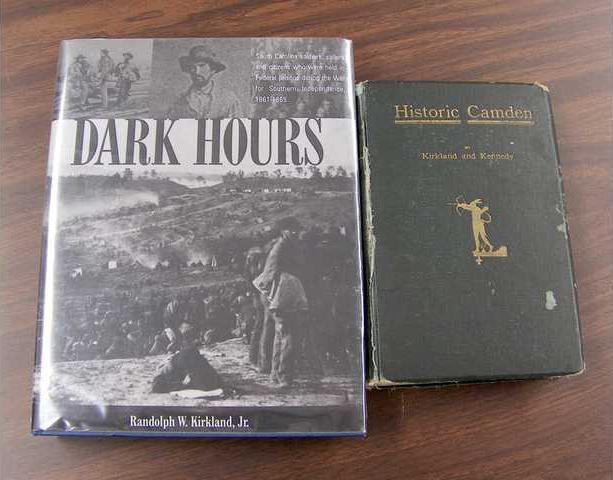 South Carolina soldiers, sailors
and citizens who were held in
Federal prisons during the War
for Southern Independence,
1861-1865.
DARK HOURS
Randolph W. Kirkland, Jr.
Historic Camden
BY
Kirkland and Kennedy